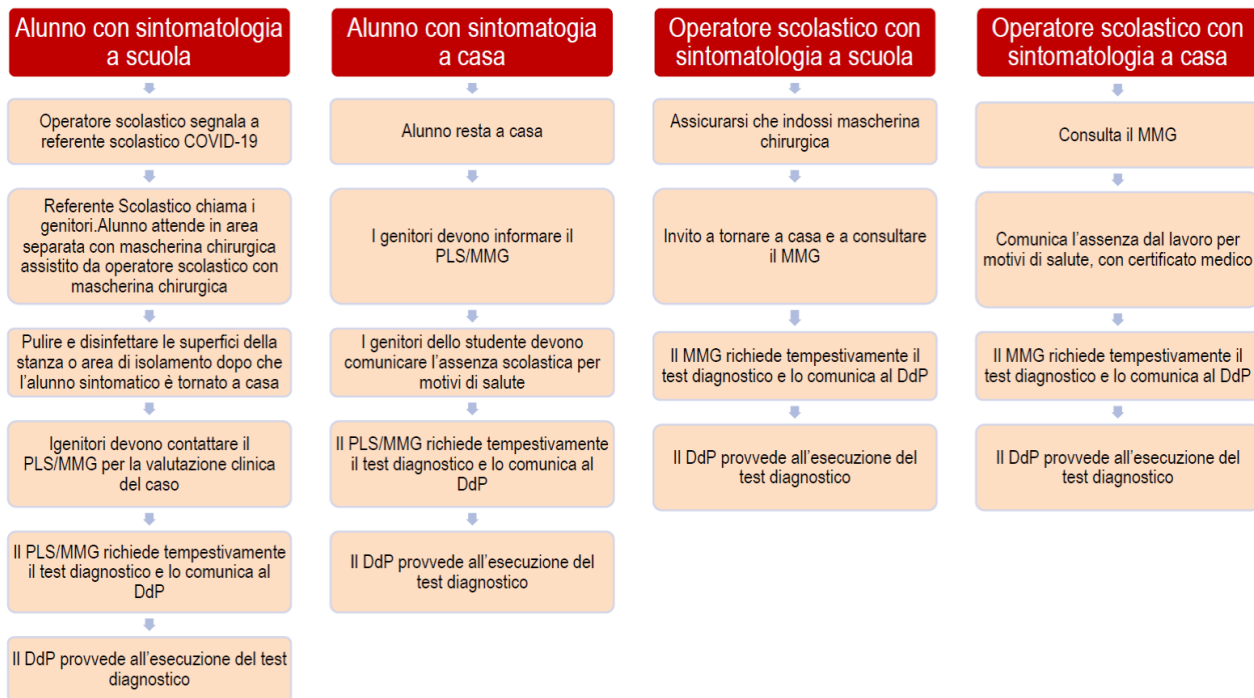 Alunno con sintomatologia
a scuola
Operatore scolastico segnala a
referente scolastico COVID-19
Referente Scolastico chiama i
genitori.Alunno attende in area
separata con mascherina chirurgica
assistito da operatore scolastico con
mascherina chirurgica
Pulire e disinfettare le superfici della
stanza o area di isolamento dopo che
l'alunno sintomatico è tornato a casa
Igenitori devono contattare il
PLS/MMG per la valutazione clinica
del caso
Il PLS/MMG richiede tempestivamente
il test diagnostico e lo comunica al
DdP
Il DdP provvede all'esecuzione del test
diagnostico
Alunno con sintomatogia
a casa
Alunno resta a casa
I genitori devono informare il
PLS/MMG
I genitori dello studente devono
comunicare l'assenza scolastica per
motivi di salute
Il PLS/MMG richiede tempestivamente
il test diagnostico e lo comunica al
DdP
Il DdP provvede all'esecuzione del
test diagnostico
Operatore scolastico con
sintomatologia a scuola
Assicurarsi che indossi mascherina
chirurgica
Invito a tornare a casa e a consultare
il MMG
Il MMG richiede tempestivamente il
test diagnostico e lo comunica al DdP
Il DdP provvede all'esecuzione del
test diagnostico
Operatore scolastico con
sintomatologia a casa
Consulta il MMG
Comunica l'assenza dal lavoro per
motivi di salute, con certificato medico
Il MMG richiede tempestivamente il
test diagnostico e lo comunica al DdP
Il DdP provvede all'esecuzione del
test diagnostico